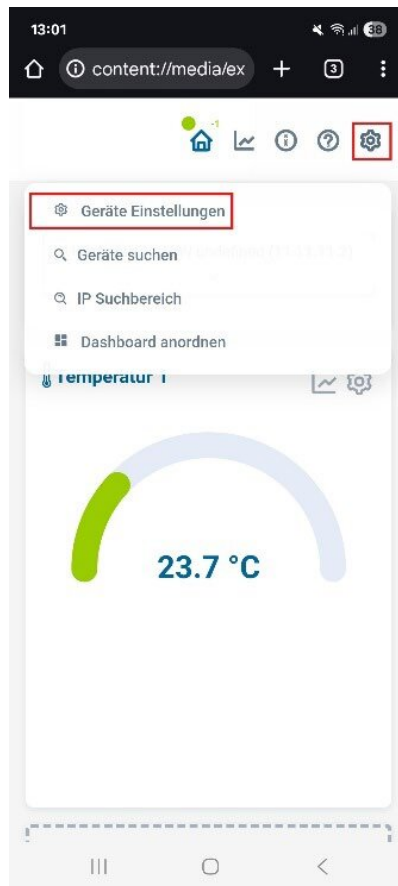 13:01
38
content://media/ex
3
-1
Geräte Einstellungen
Geräte suchen
IP Suchbereich
Dashboard anordnen
Temperatur 1
23.7 °C